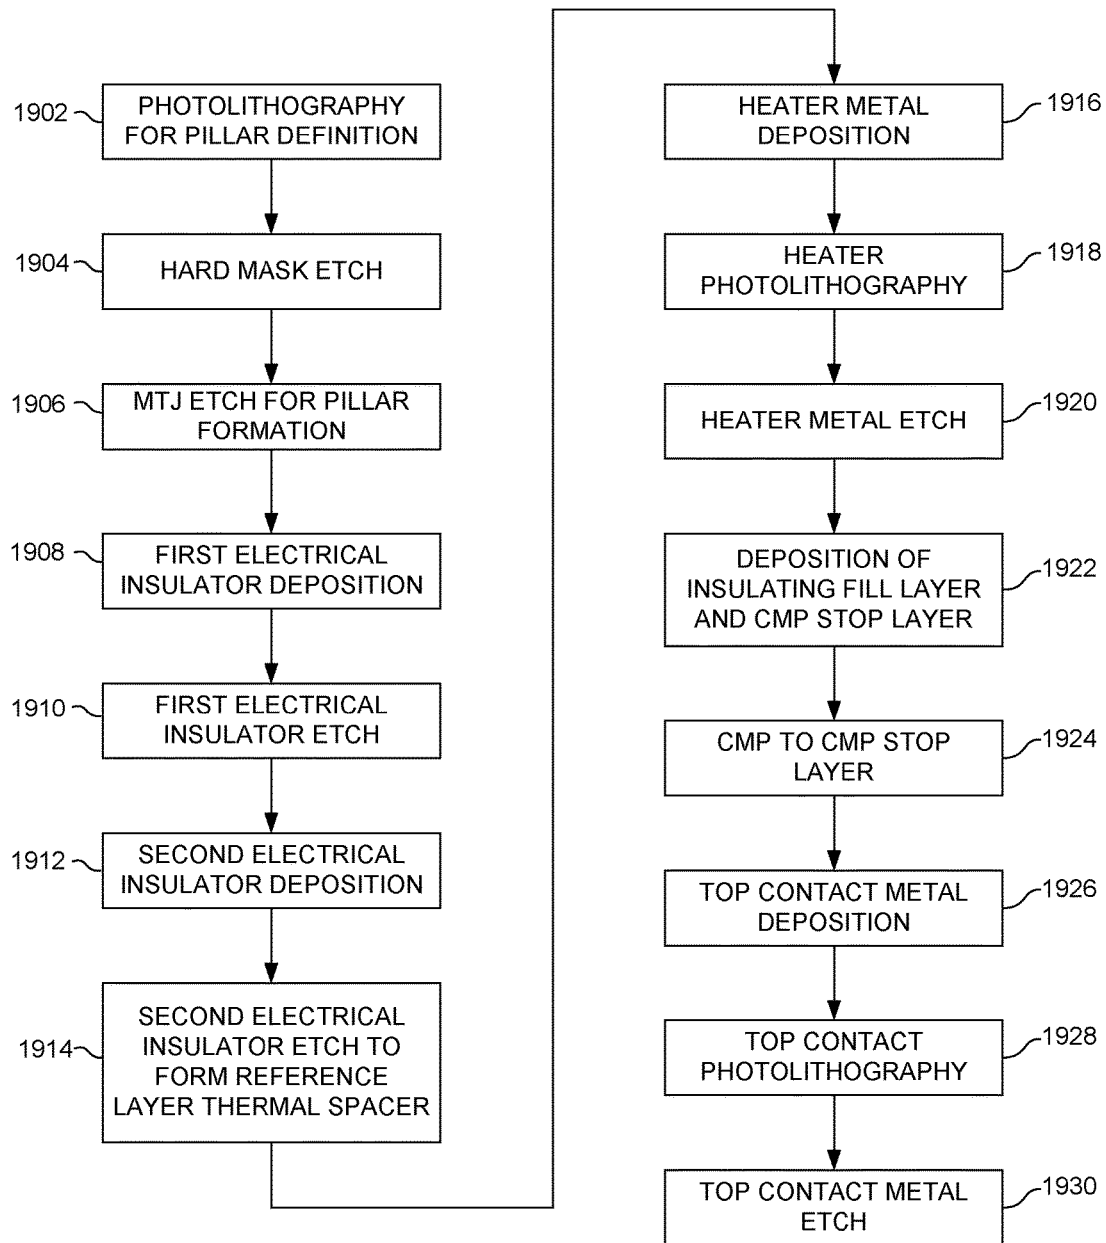 1902
PHOTOLITHOGRAPHY
FOR PILLAR DEFINITION
1904
HARD MASK ETCH
1906
MTJ ETCH FOR PILLAR
FORMATION
1908
FIRST ELECTRICAL
INSULATOR DEPOSITION
1910
FIRST ELECTRICAL
INSULATOR ETCH
1912
SECOND ELECTRICAL
INSULATOR DEPOSITION
1914
SECOND ELECTRICAL
INSULATOR ETCH TO
FORM REFERENCE
LAYER THERMAL SPACER
HEATER METAL
DEPOSITION
1916
HEATER
PHOTOLITHOGRAPHY
1918
HEATER METAL ETCH
1920
DEPOSITION OF
INSULATING FILL LAYER
AND CMP STOP LAYER
1922
CMP TO CMP STOP
LAYER
1924
TOP CONTACT METAL
DEPOSITION
1926
TOP CONTACT
PHOTOLITHOGRAPHY
1928
TOP CONTACT METAL
ETCH
1930